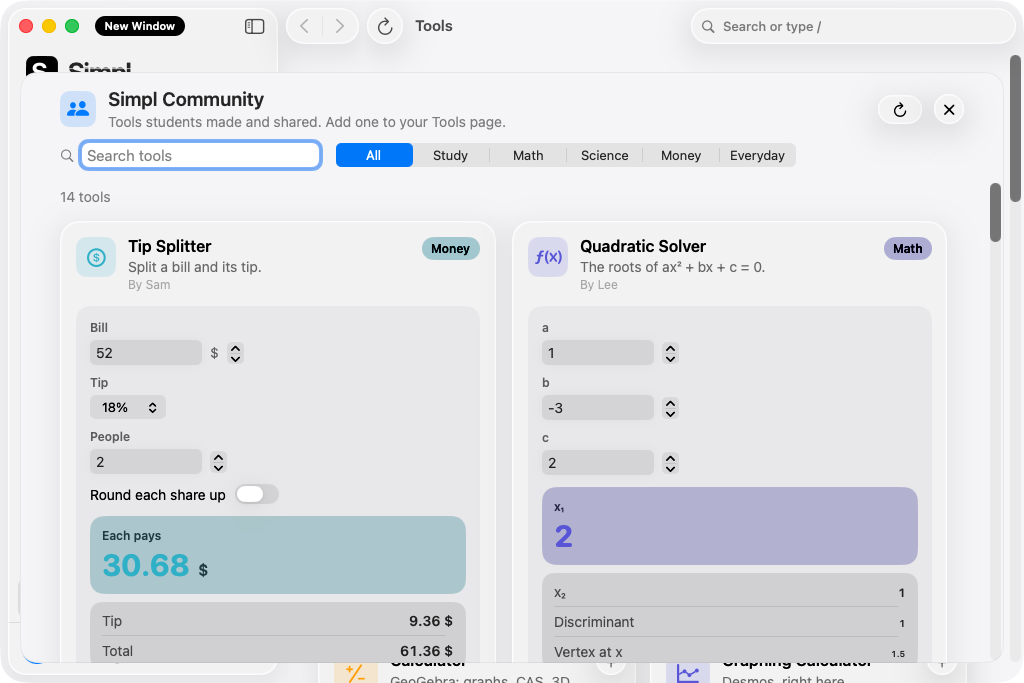 New Window
Tools
Search or type /
Simpl
Simpl Community
Tools students made and shared. Add one to your Tools page.
Search tools
All
Study
Math
Science
Money
Everyday
14 tools
Tip Splitter
Money
Split a bill and its tip.
By Sam
Bill
52
$
Tip
18%
People
2
Round each share up
Each pays
30.68 $
Tip
9.36 $
Total
61.36 $
f(x)
Quadratic Solver
Math
The roots of ax² + bx + c = 0.
By Lee
a
1
b
-3
c
2
x₁
2
x₂
1
Discriminant
1
Vertex at x
1.5
Calculator
GeoGebra: graphs, CAS, 3D
Graphing Calculator
Desmos, right here